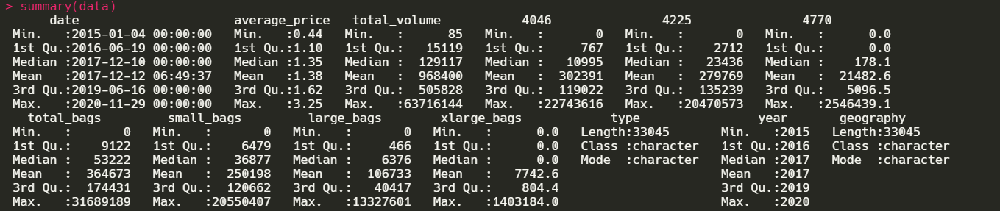 > summary(data)
      date                     average_price   total_volume           4046               4225               4770
 Min.   :2015-01-04 00:00:00   Min.   :0.44   Min.   :      85   Min.   :       0   Min.   :       0   Min.   :      0.0
 1st Qu.:2016-06-19 00:00:00   1st Qu.:1.10   1st Qu.:   15119   1st Qu.:     767   1st Qu.:    2712   1st Qu.:      0.0
 Median :2017-12-10 00:00:00   Median :1.35   Median :  129117   Median :   10995   Median :   23436   Median :    178.1
 Mean   :2017-12-12 06:49:37   Mean   :1.38   Mean   :  968400   Mean   :  302391   Mean   :  279769   Mean   :  21482.6
 3rd Qu.:2019-06-16 00:00:00   3rd Qu.:1.62   3rd Qu.:  505828   3rd Qu.:  119022   3rd Qu.:  135239   3rd Qu.:   5096.5
 Max.   :2020-11-29 00:00:00   Max.   :3.25   Max.   :63716144   Max.   :22743616   Max.   :20470573   Max.   :2546439.1
   total_bags         small_bags         large_bags        xlarge_bags            type                year       geography
 Min.   :       0   Min.   :       0   Min.   :       0   Min.   :      0.0   Length:33045       Min.   :2015   Length:33045
 1st Qu.:    9122   1st Qu.:    6479   1st Qu.:     466   1st Qu.:      0.0   Class :character   1st Qu.:2016   Class :character
 Median :   53222   Median :   36877   Median :    6376   Median :      0.0   Mode  :character   Median :2017   Mode  :character
 Mean   :  364673   Mean   :  250198   Mean   :  106733   Mean   :   7742.6                      Mean   :2017
 3rd Qu.:  174431   3rd Qu.:  120662   3rd Qu.:   40417   3rd Qu.:    804.4                      3rd Qu.:2019
 Max.   :31689189   Max.   :20550407   Max.   :13327601   Max.   :1403184.0                      Max.   :2020